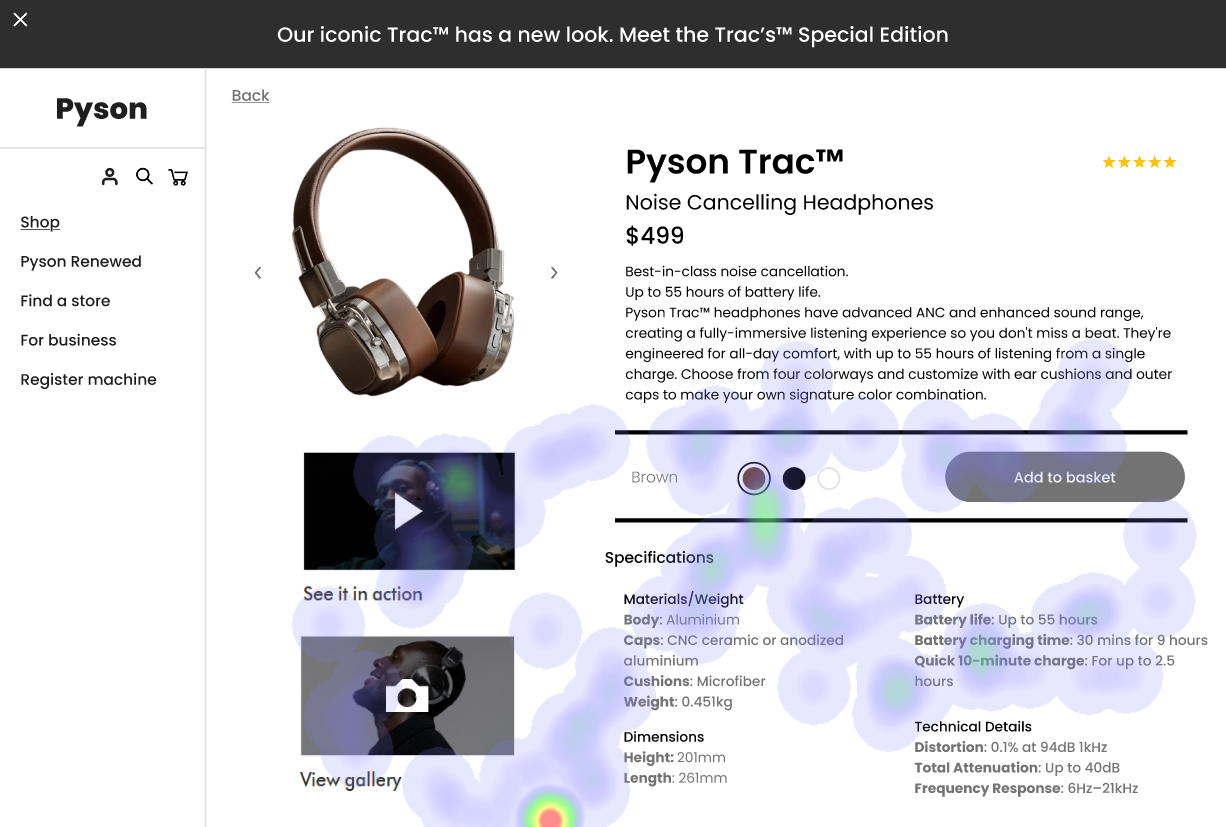 Our iconic Trac™ has a new look. Meet the Trac’s™ Special Edition
Pyson
Shop
Pyson Renewed
Find a store
For business
Register machine
Back
Pyson Trac™
Noise Cancelling Headphones
$499
Best-in-class noise cancellation.
Up to 55 hours of battery life.
Pyson Trac™ headphones have advanced ANC and enhanced sound range,
creating a fully-immersive listening experience so you don't miss a beat. They're
engineered for all-day comfort, with up to 55 hours of listening from a single
charge. Choose from four colorways and customize with ear cushions and outer
caps to make your own signature color combination.
Brown
Add to basket
See it in action
View gallery
Specifications
Materials/Weight
Body: Aluminium
Caps: CNC ceramic or anodized
aluminium
Cushions: Microfiber
Weight: 0.451kg
Dimensions
Height: 201mm
Length: 261mm
Battery
Battery life: Up to 55 hours
Battery charging time: 30 mins for 9 hours
Quick 10-minute charge: For up to 2.5
hours
Technical Details
Distortion: 0.1% at 94dB 1kHz
Total Attenuation: Up to 40dB
Frequency Response: 6Hz–21kHz